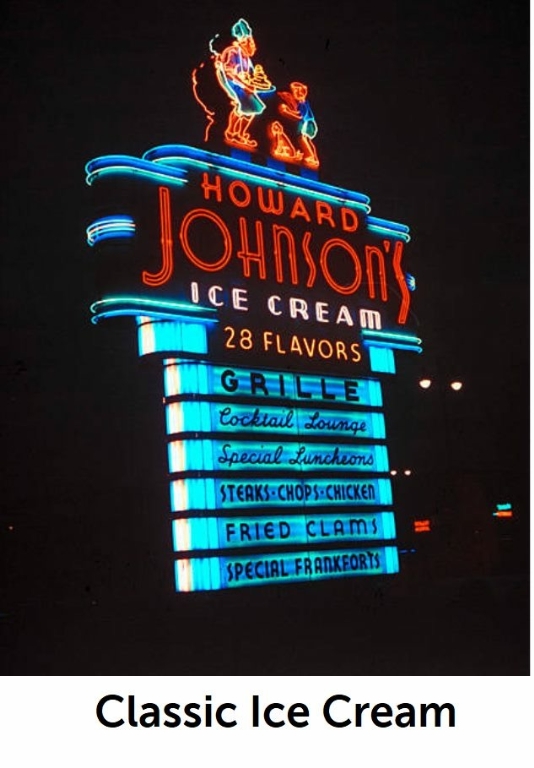 HOWARD
JOHNSON'S
ICE CREAM
28 FLAVORS
GRILLE
Cocktail Lounge
Special Luncheons
STEAKS·CHOPS·CHICKEN
FRIED CLAMS
SPECIAL FRANKFORTS
Classic Ice Cream